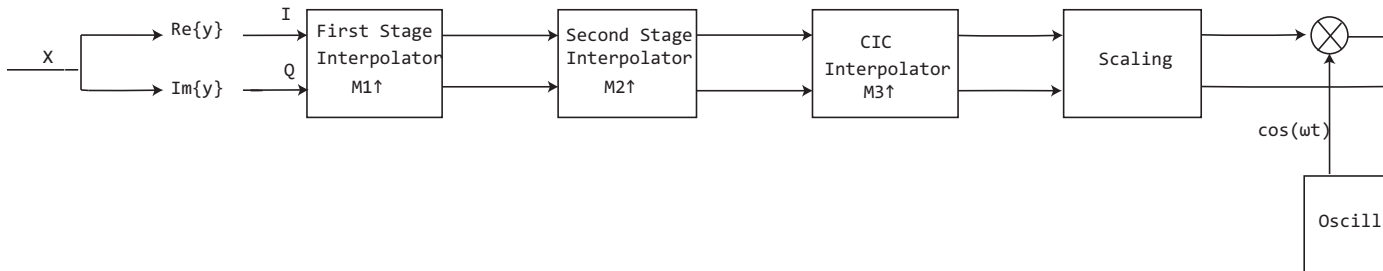 X
Re{y}
Im{y}
I
Q
First Stage
Interpolator
M1↑
Second Stage
Interpolator
M2↑
CIC
Interpolator
M3↑
Scaling
cos(ωt)
Oscill